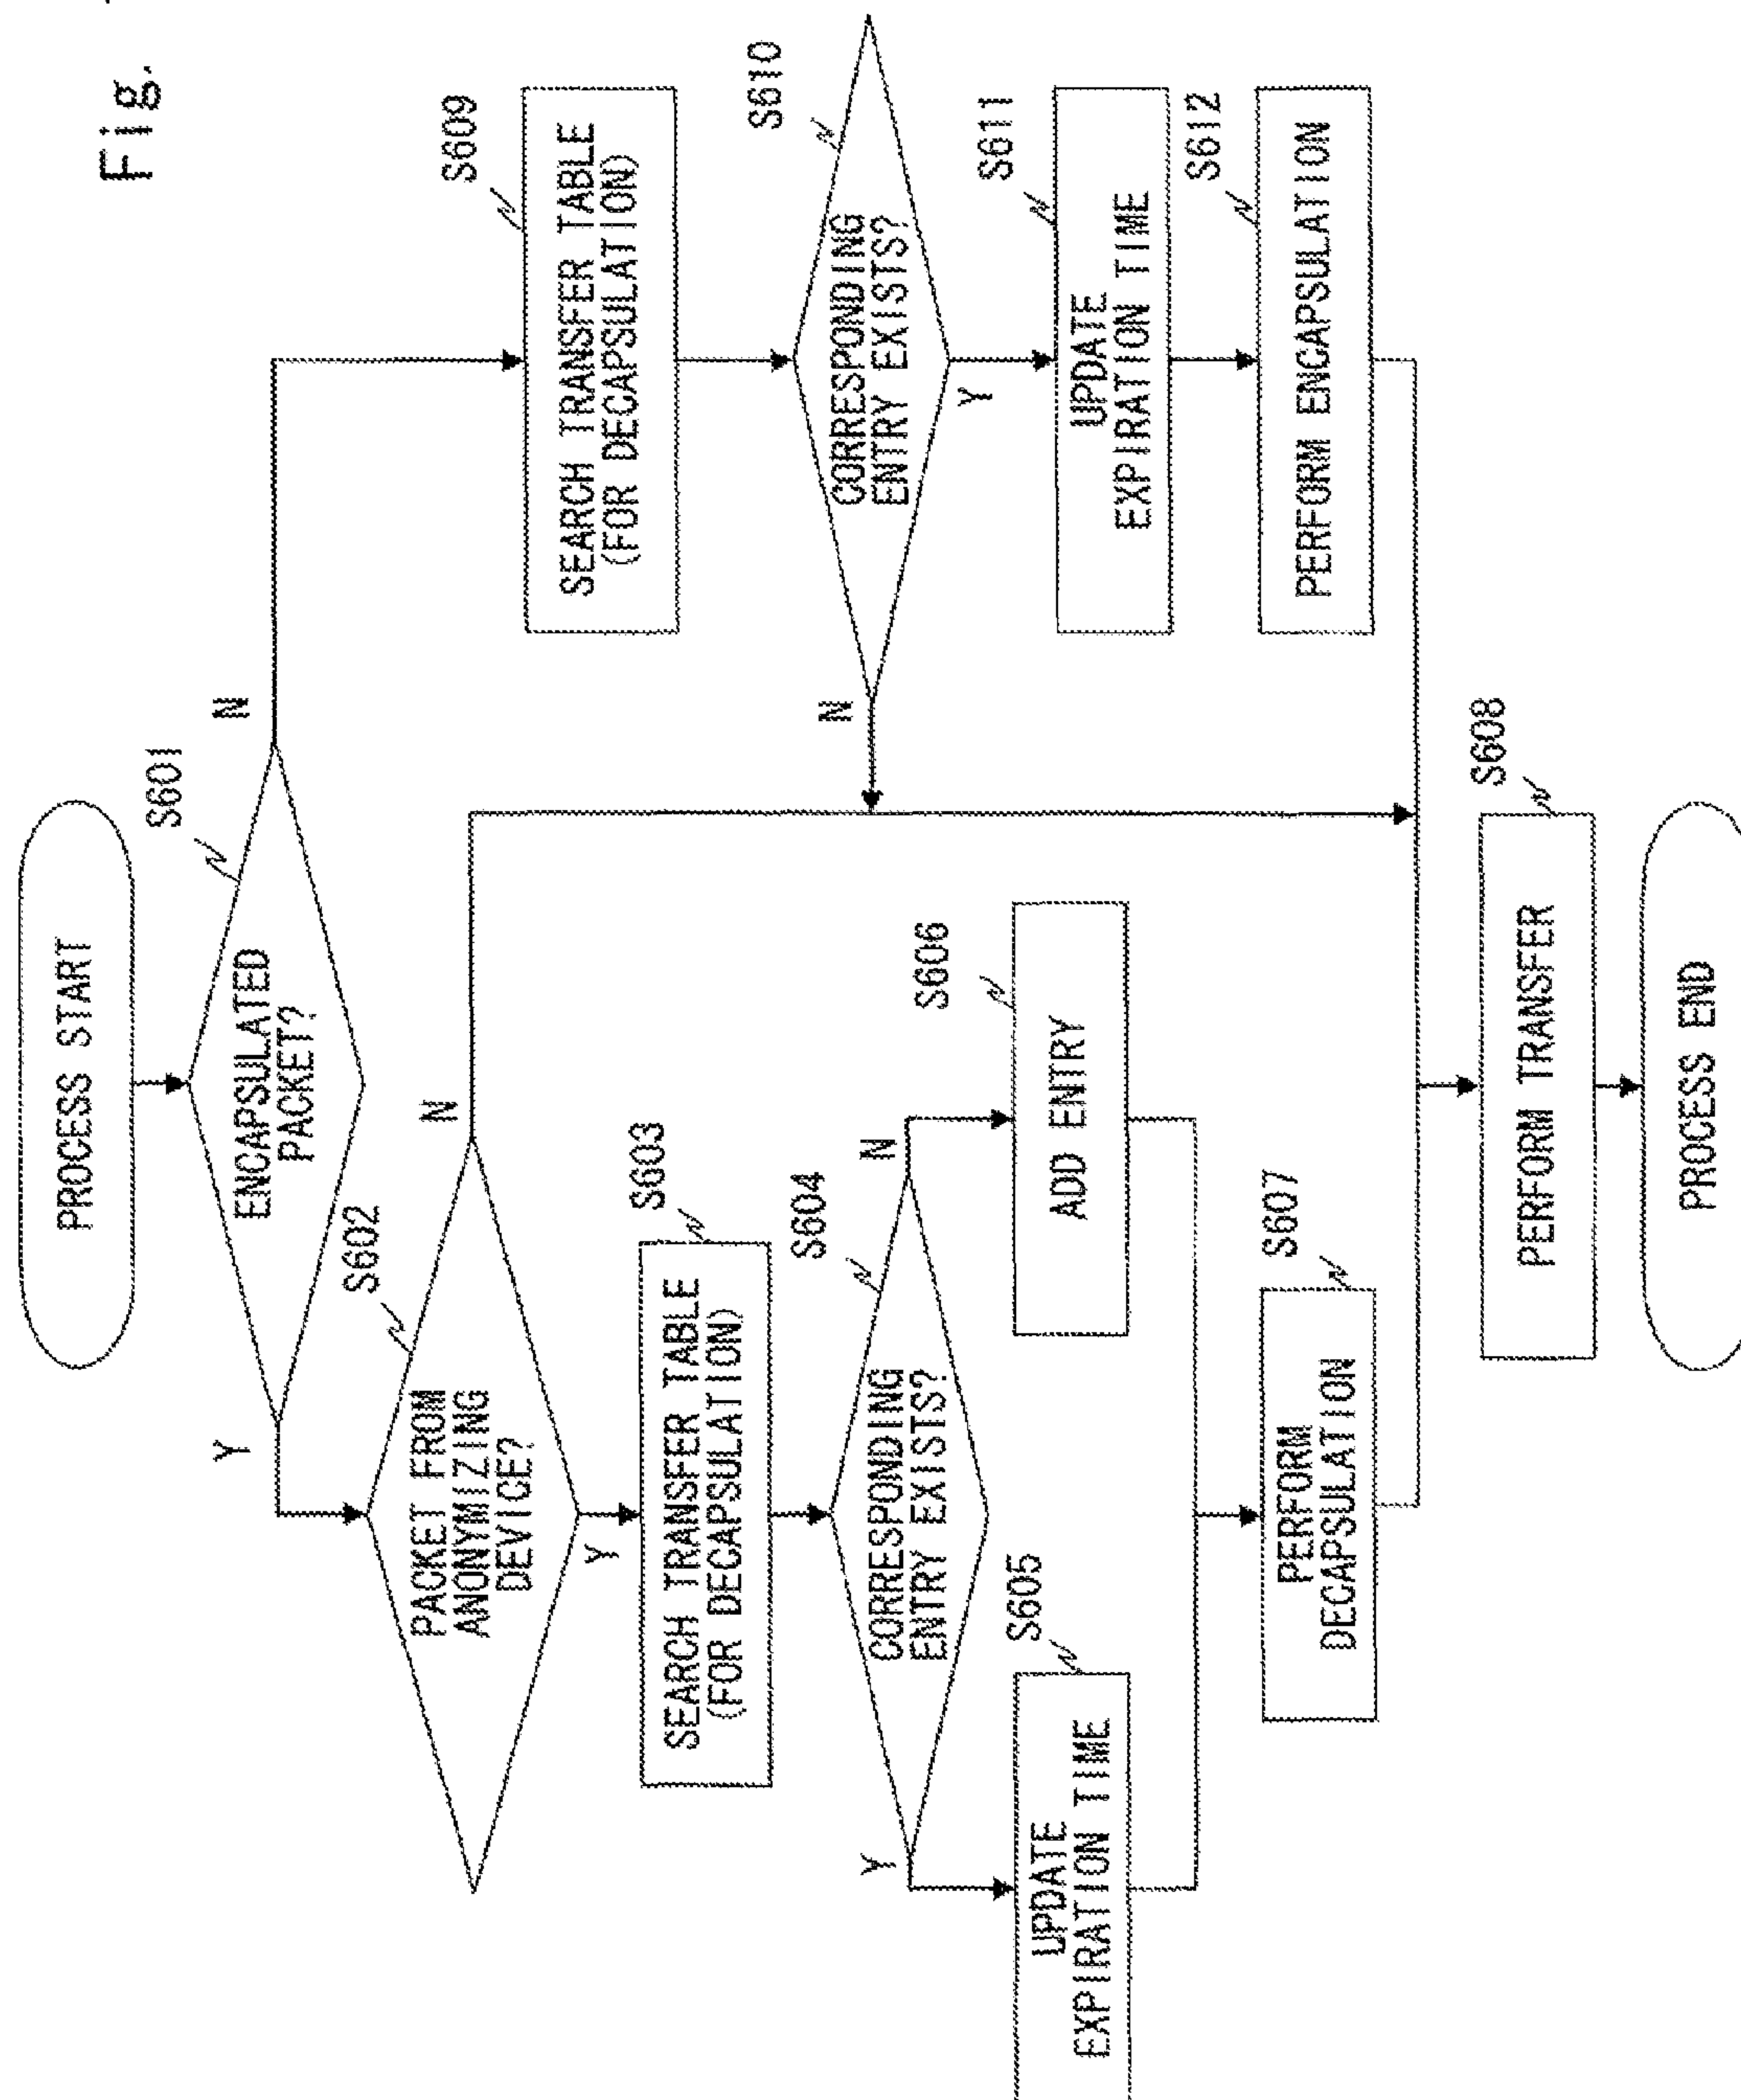 Fig.
PROCESS START
S601
ENCAPSULATED
PACKET?
Y
N
S602
PACKET FROM
ANONYMIZING
DEVICE?
N
Y
S603
SEARCH TRANSFER TABLE
(FOR DECAPSULATION)
S604
CORRESPONDING
ENTRY EXISTS?
Y
N
S605
UPDATE
EXPIRATION TIME
S606
ADD ENTRY
S607
PERFORM
DECAPSULATION
S609
SEARCH TRANSFER TABLE
(FOR DECAPSULATION)
S610
CORRESPONDING
ENTRY EXISTS?
N
Y
S611
UPDATE
EXPIRATION TIME
S612
PERFORM ENCAPSULATION
S608
PERFORM TRANSFER
PROCESS END